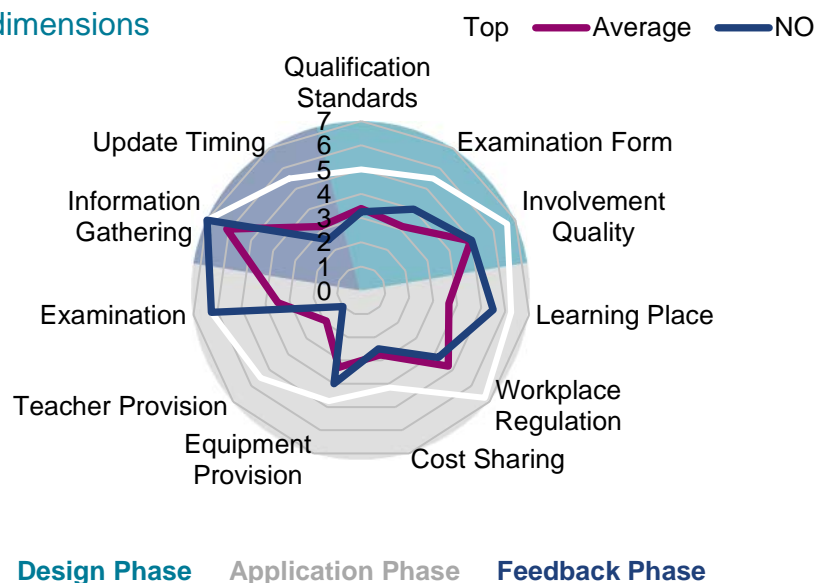 dimensions
Top Average NO
Qualification
Standards
Update Timing
Examination Form
Information
Gathering
Involvement
Quality
Examination
Learning Place
Teacher Provision
Workplace
Regulation
Equipment
Provision
Cost Sharing
7
6
5
4
3
2
1
0
Design Phase Application Phase Feedback Phase